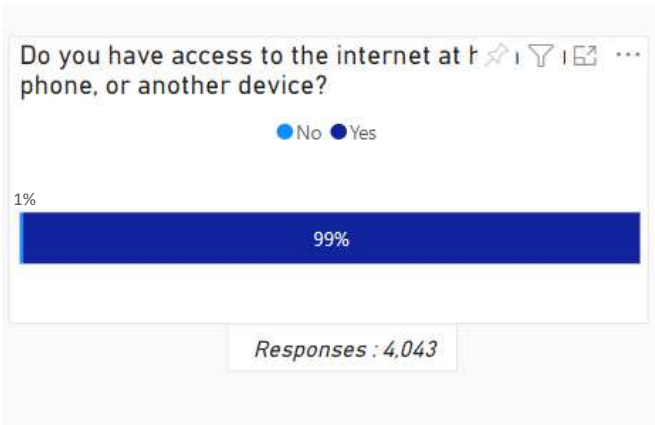 Do you have access to the internet at
phone, or another device?
No Yes
1%
99%
Responses : 4,043